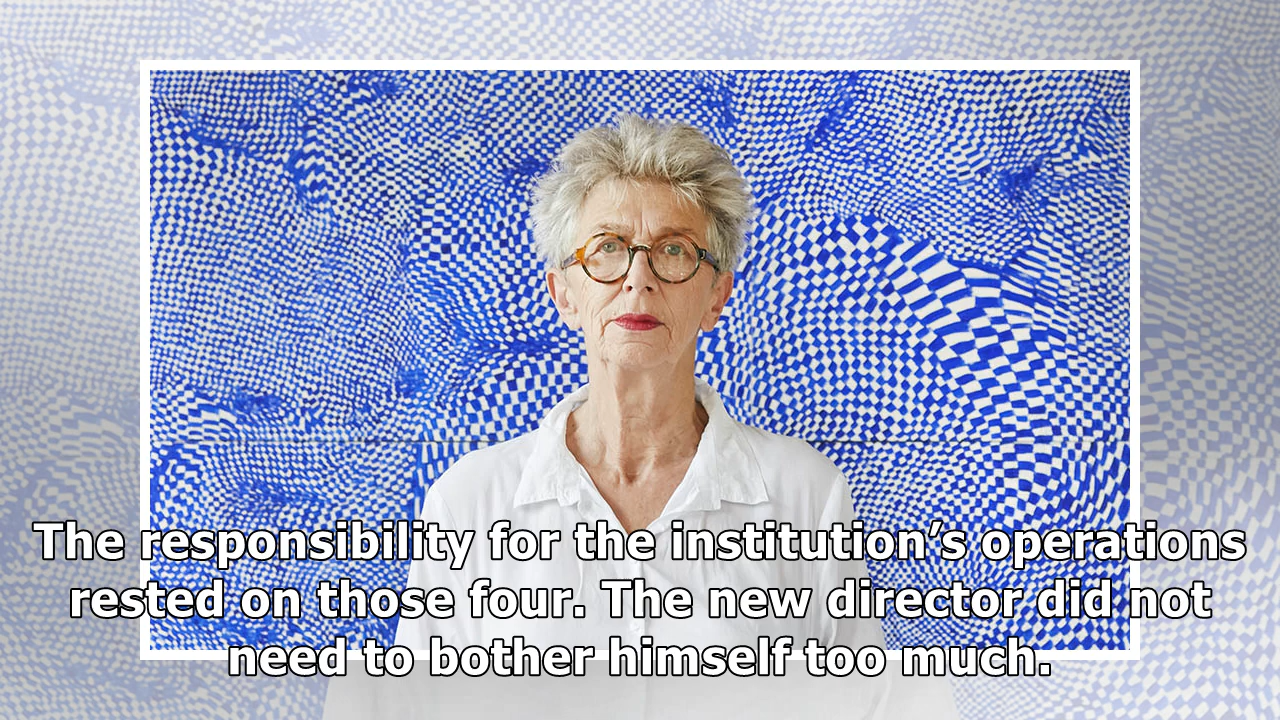 The responsibility for the institution’s operations
rested on those four. The new director did not
need to bother himself too much.